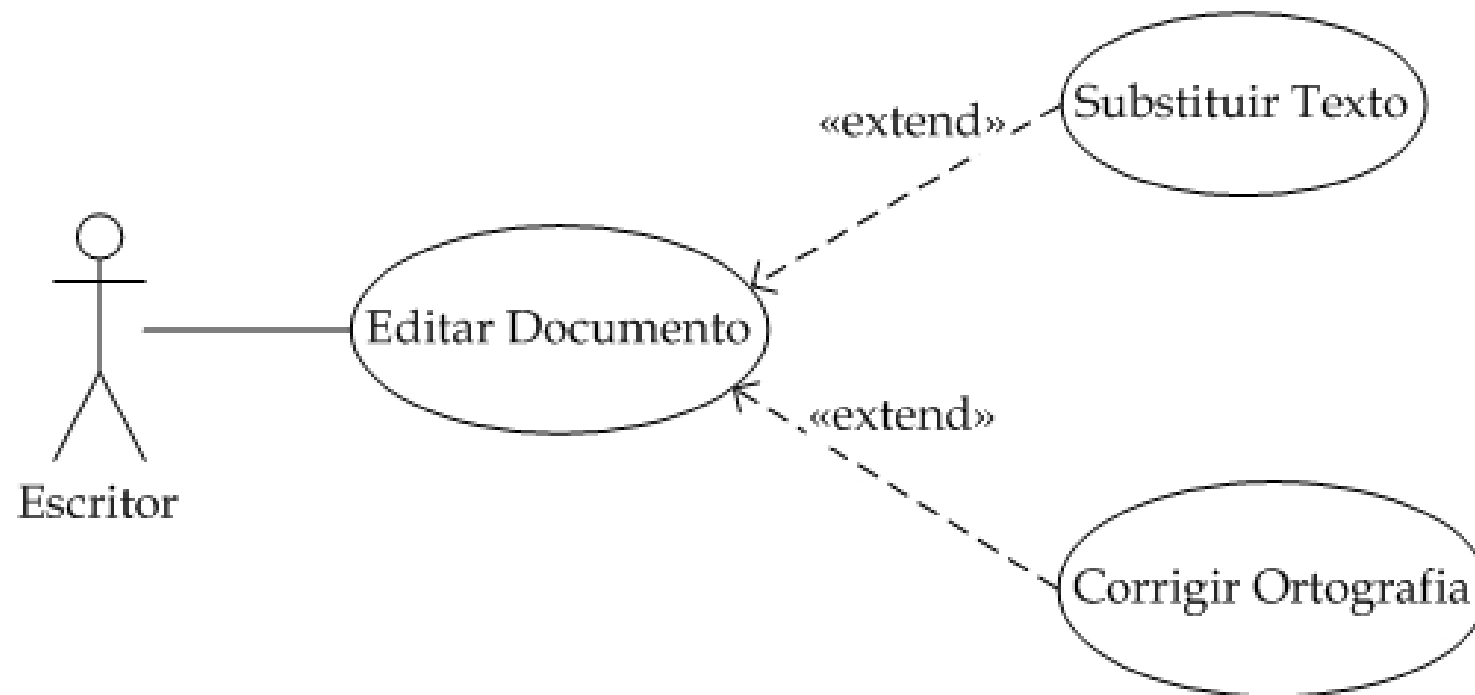 Substituir Texto
«extend»
Editar Documento
«extend»
Escritor
Corrigir Ortografia